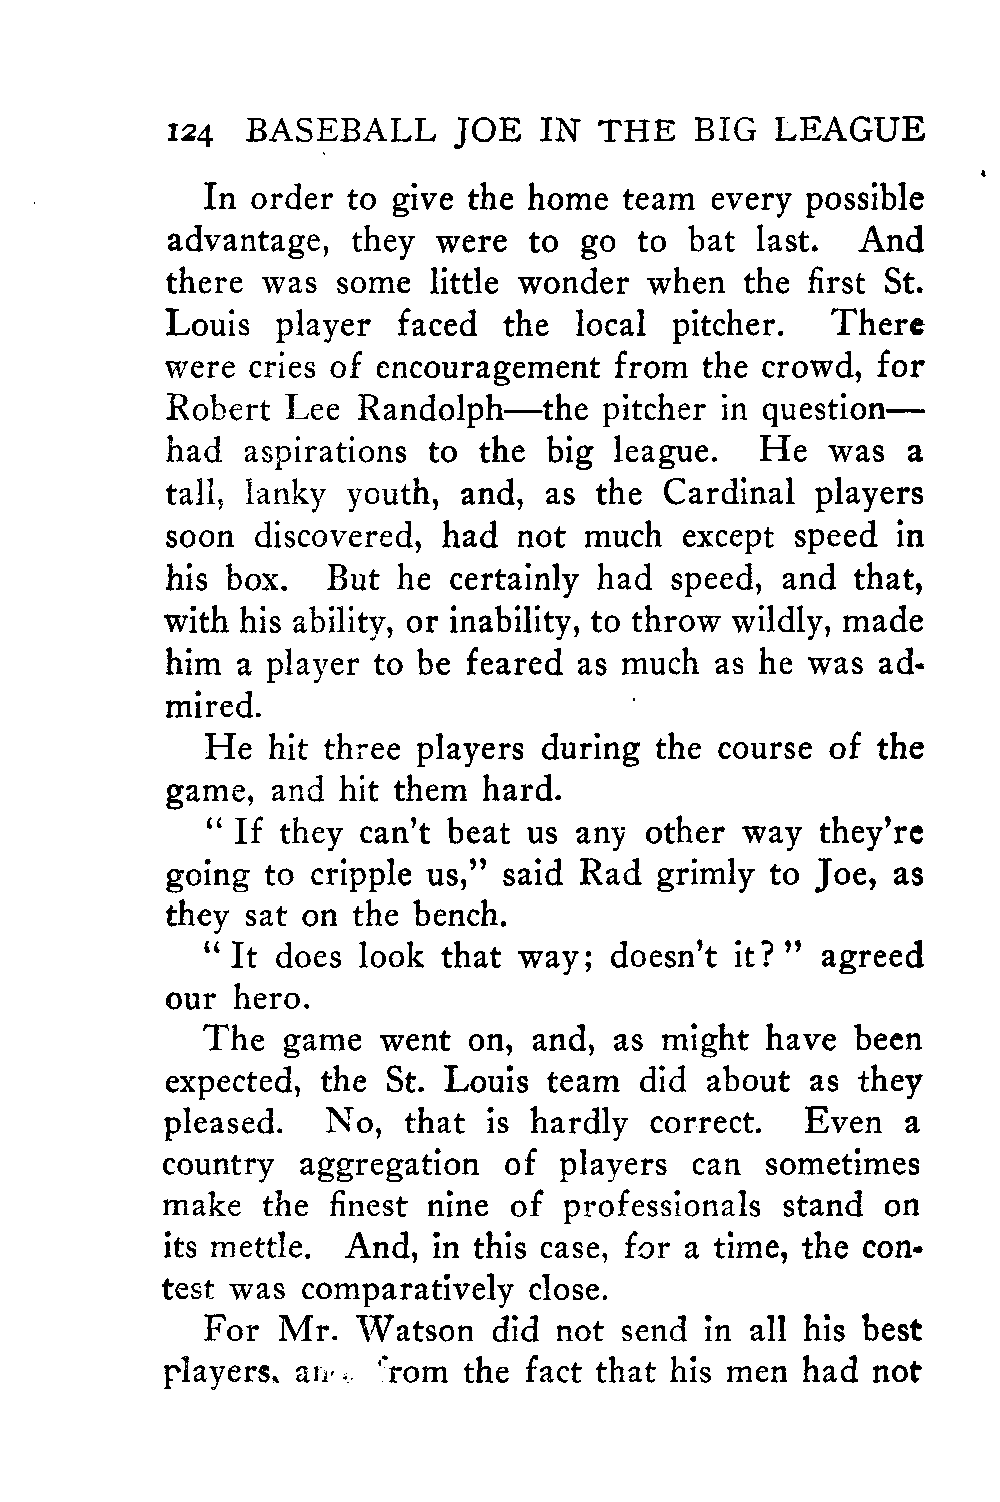 124 BASEBALL JOE IN THE BIG LEAGUE
In order to give the home team every possible
advantage, they were to go to bat last. And
there was some little wonder when the first St.
Louis player faced the local pitcher. There
were cries of encouragement from the crowd, for
Robert Lee Randolph—the pitcher in question—
had aspirations to the big league. He was a
tall, lanky youth, and, as the Cardinal players
soon discovered, had not much except speed in
his box. But he certainly had speed, and that,
with his ability, or inability, to throw wildly, made
him a player to be feared as much as he was ad-
mired.
He hit three players during the course of the
game, and hit them hard.
" If they can't beat us any other way they're
going to cripple us," said Rad grimly to Joe, as
they sat on the bench.
" It does look that way; doesn't it? " agreed
our hero.
The game went on, and, as might have been
expected, the St. Louis team did about as they
pleased. No, that is hardly correct. Even a
country aggregation of players can sometimes
make the finest nine of professionals stand on
its mettle. And, in this case, for a time, the con-
test was comparatively close.
For Mr. Watson did not send in all his best
players, from the fact that his men had not